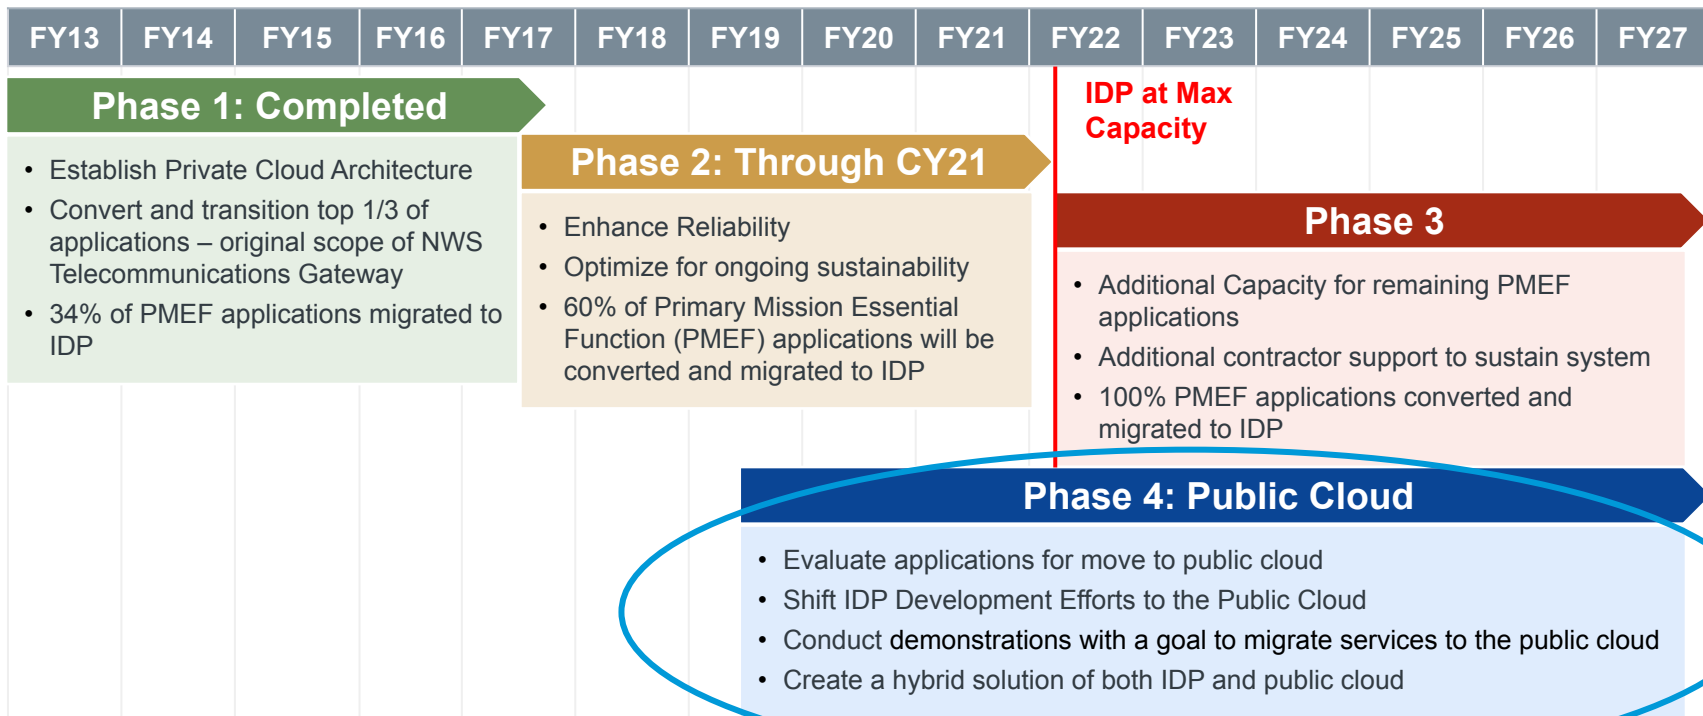 FY13 FY14 FY15 FY16 FY17 FY18 FY19 FY20 FY21 FY22 FY23 FY24 FY25 FY26 FY27
Phase 1: Completed
• Establish Private Cloud Architecture
• Convert and transition top 1/3 of
applications – original scope of NWS
Telecommunications Gateway
• 34% of PMEF applications migrated to
IDP
Phase 2: Through CY21
• Enhance Reliability
• Optimize for ongoing sustainability
• 60% of Primary Mission Essential
Function (PMEF) applications will be
converted and migrated to IDP
IDP at Max
Capacity
Phase 3
• Additional Capacity for remaining PMEF
applications
• Additional contractor support to sustain system
• 100% PMEF applications converted and
migrated to IDP
Phase 4: Public Cloud
• Evaluate applications for move to public cloud
• Shift IDP Development Efforts to the Public Cloud
• Conduct demonstrations with a goal to migrate services to the public cloud
• Create a hybrid solution of both IDP and public cloud